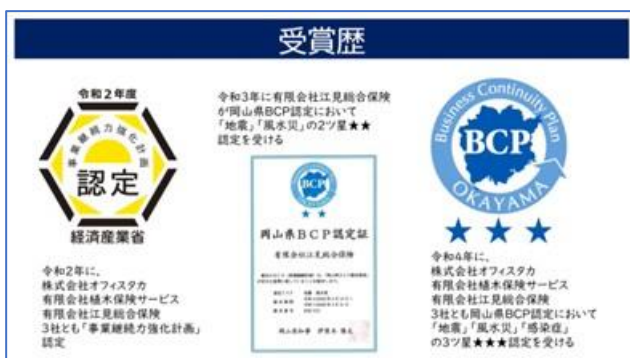 受賞歴
令和2年度
事業継続力強化計画
認定
経済産業省
令和2年に、
株式会社オフィスタカ
有限会社植木保険サービス
有限会社江見総合保険
3社とも「事業継続力強化計画」
認定
令和3年に有限会社江見総合保険
が岡山県BCP認定において
「地震」「風水災」の2ツ星★★
認定を受ける
BCP
★★
岡山県BCP認定証
有限会社江見総合保険
Business Continuity Plan
BCP
OKAYAMA
★★★
令和4年に、
株式会社オフィスタカ
有限会社植木保険サービス
有限会社江見総合保険
3社とも岡山県BCP認定において
「地震」「風水災」「感染症」
の3ツ星★★★認定を受ける